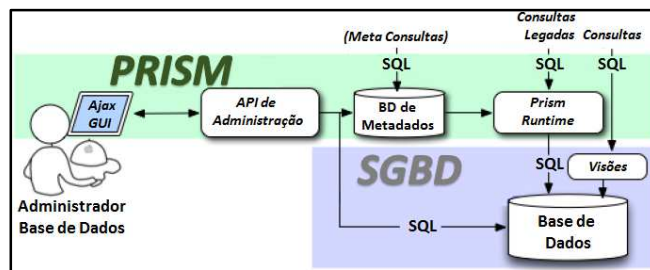 (Meta Consultas)
SQL
Consultas
Legadas
SQL
Consultas
SQL
PRISM
Ajax
GUI
API de
Administração
BD de
Metadados
Prism
Runtime
SGBD
SQL
Visões
Administrador
Base de Dados
SQL
Base de
Dados